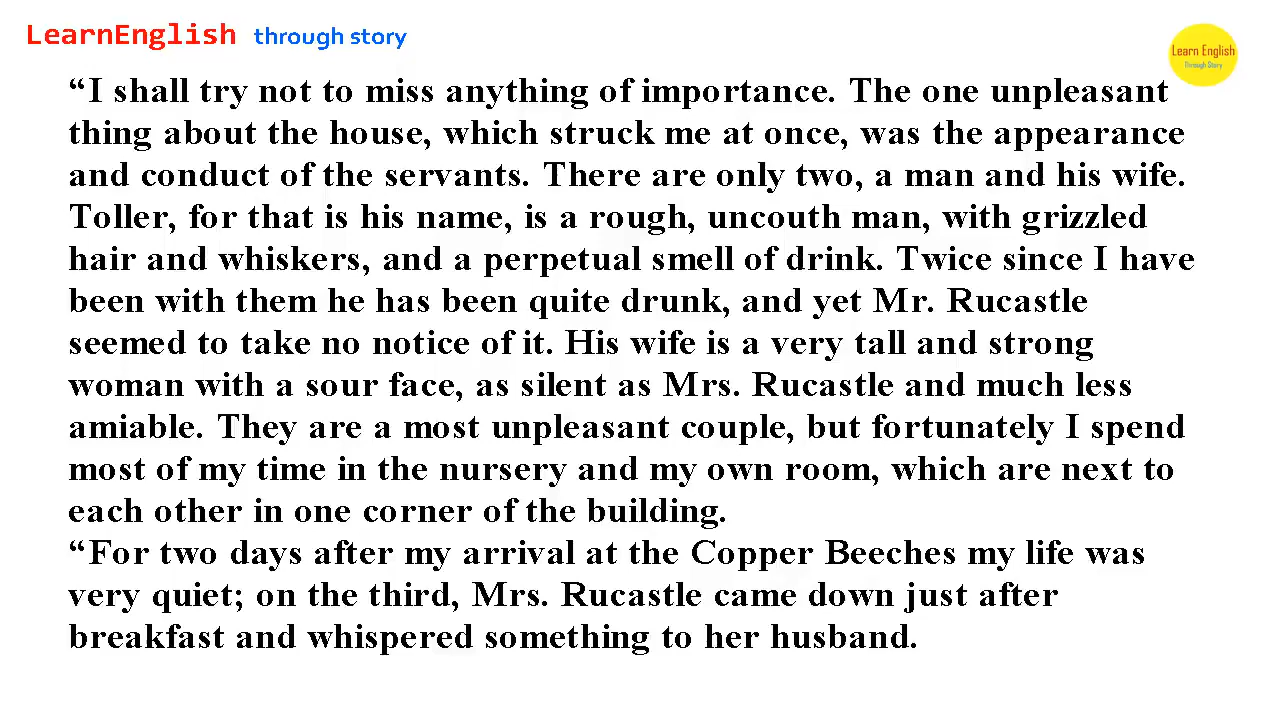 LearnEnglish through story
Learn English
Through Story
“I shall try not to miss anything of importance. The one unpleasant
thing about the house, which struck me at once, was the appearance
and conduct of the servants. There are only two, a man and his wife.
Toller, for that is his name, is a rough, uncouth man, with grizzled
hair and whiskers, and a perpetual smell of drink. Twice since I have
been with them he has been quite drunk, and yet Mr. Rucastle
seemed to take no notice of it. His wife is a very tall and strong
woman with a sour face, as silent as Mrs. Rucastle and much less
amiable. They are a most unpleasant couple, but fortunately I spend
most of my time in the nursery and my own room, which are next to
each other in one corner of the building.
“For two days after my arrival at the Copper Beeches my life was
very quiet; on the third, Mrs. Rucastle came down just after
breakfast and whispered something to her husband.